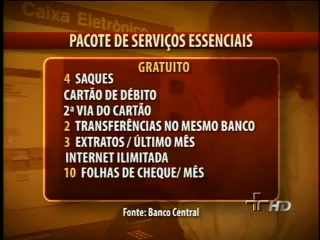 Caixa Eletrônico
PACOTE DE SERVIÇOS ESSENCIAIS
GRATUITO
4 SAQUES
CARTÃO DE DÉBITO
2ª VIA DO CARTÃO
2 TRANSFERÊNCIAS NO MESMO BANCO
3 EXTRATOS / ÚLTIMO MÊS
INTERNET ILIMITADA
10 FOLHAS DE CHEQUE/ MÊS
HD
Fonte: Banco Central